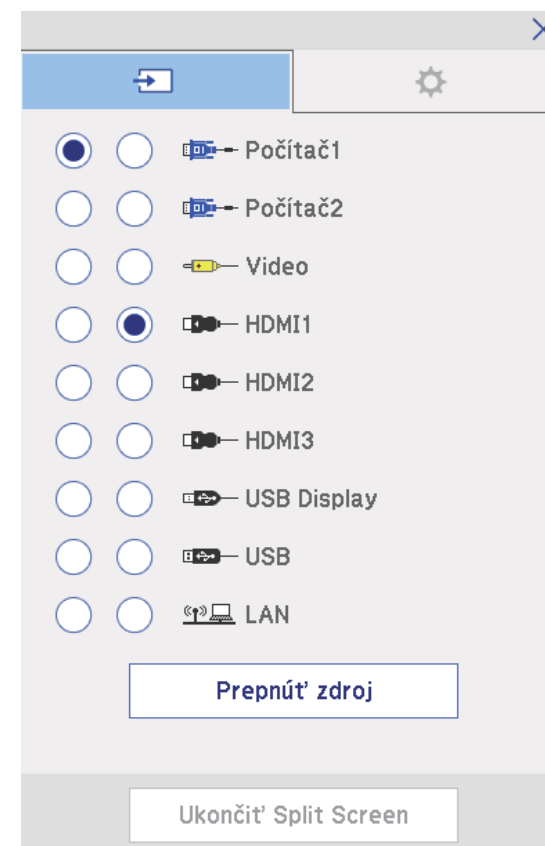 Počítač1
Počítač2
Video
HDMI1
HDMI2
HDMI3
USB Display
USB
LAN
Prepnúť zdroj
Ukončiť Split Screen